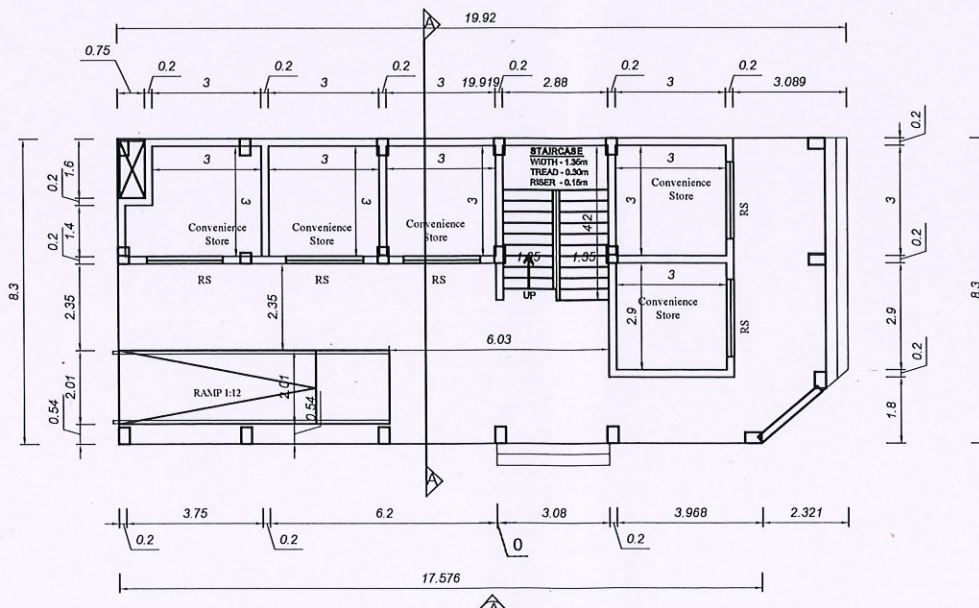 A
19.92
0.75
0.2
3
0.2
3
0.2
3
19.919
0.2
2.88
0.2
3
0.2
3.089
0.2
1.6
0.2
1.4
0.2
8.3
2.35
2.01
0.54
3
3
Convenience
Store
3
3
Convenience
Store
3
Convenience
Store
STAIRCASE
WIDTH - 1.35m
TREAD - 0.30m
RISER - 0.15m
4.2
1.35
1.35
UP
3
3
Convenience
Store
RS
3
2.9
Convenience
Store
RS
RS
RS
RS
2.35
6.03
RAMP 1:12
2.01
0.54
3
0.2
2.9
0.2
1.8
8.3
A
3.75
0.2
6.2
0
3.08
0.2
3.968
2.321
0.2
17.576
A